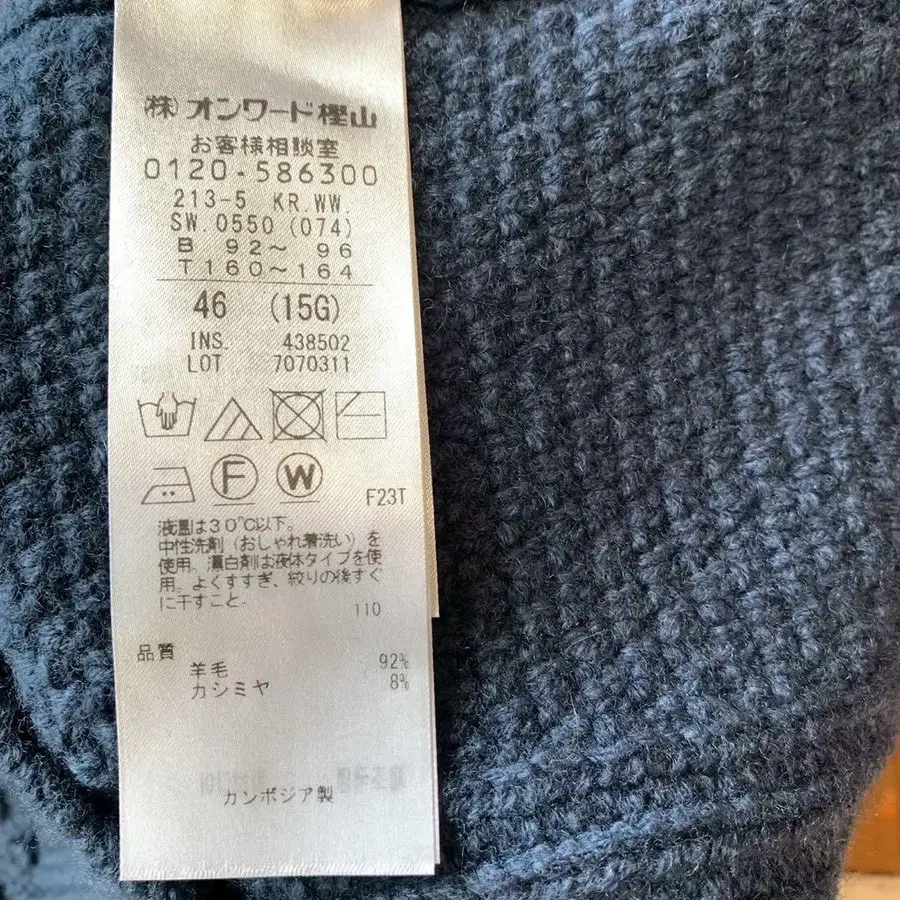 (株)オンワード樫山
お客様相談室
0120-586300
213-5 KR.WW
SW.0550 (074)
B 92～ 96
T160～164
46 (15G)
INS. 438502
LOT 7070311
F W
F23T
液温は30℃以下。
中性洗剤（おしゃれ着洗い）を
使用。漂白剤は液体タイプを使
用。よくすすぎ、絞りの後すぐ
に干すこと。
110
品質
羊毛 92%
カシミヤ 8%
カンボジア製